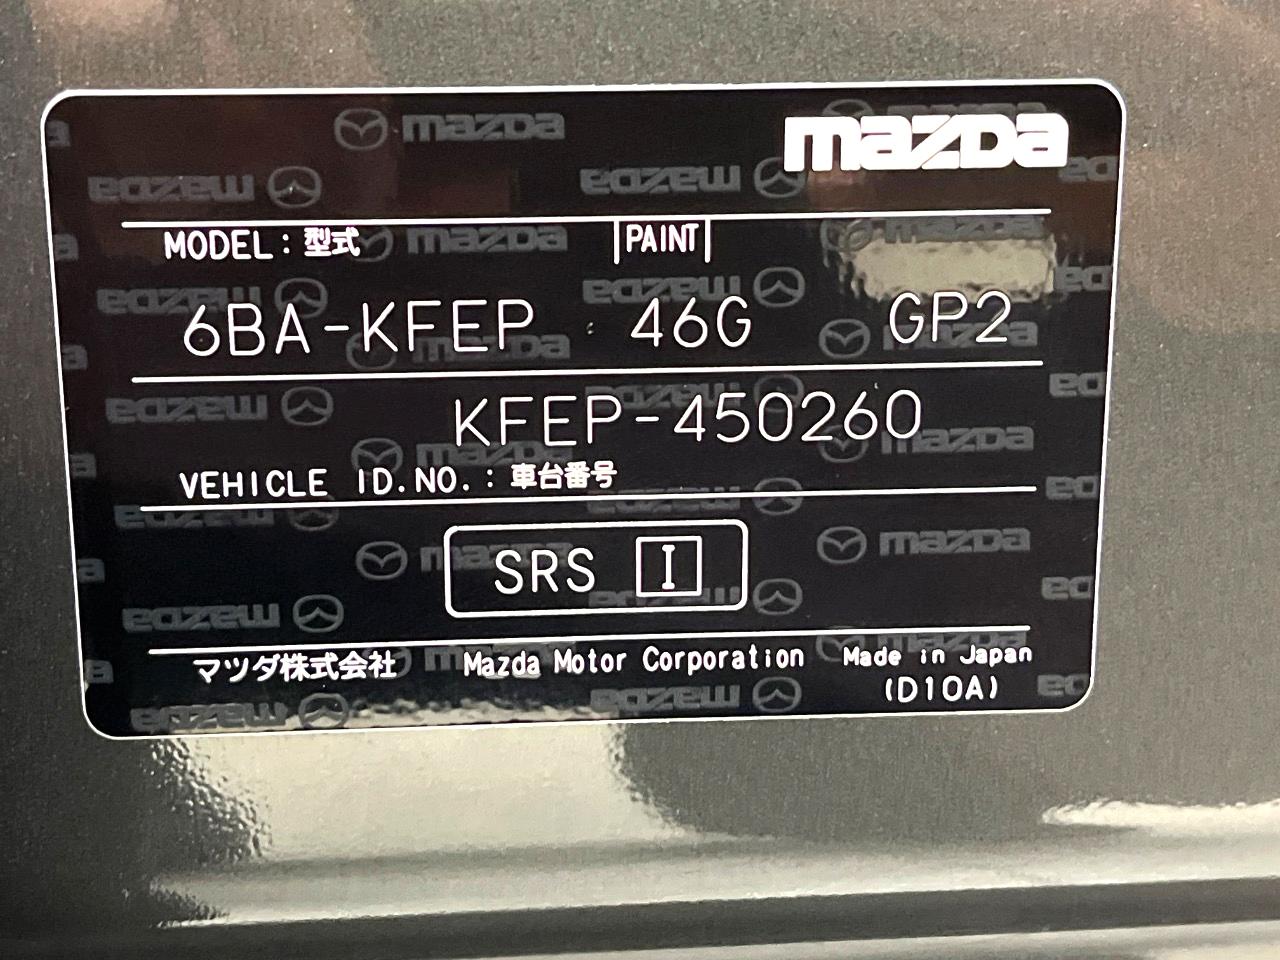 mazda
MODEL: 型式 PAINT
6BA-KFEP 46G GP2
KFEP-450260
VEHICLE ID.NO.: 車台番号
SRS I
マツダ株式会社 Mazda Motor Corporation Made in Japan
(D10A)